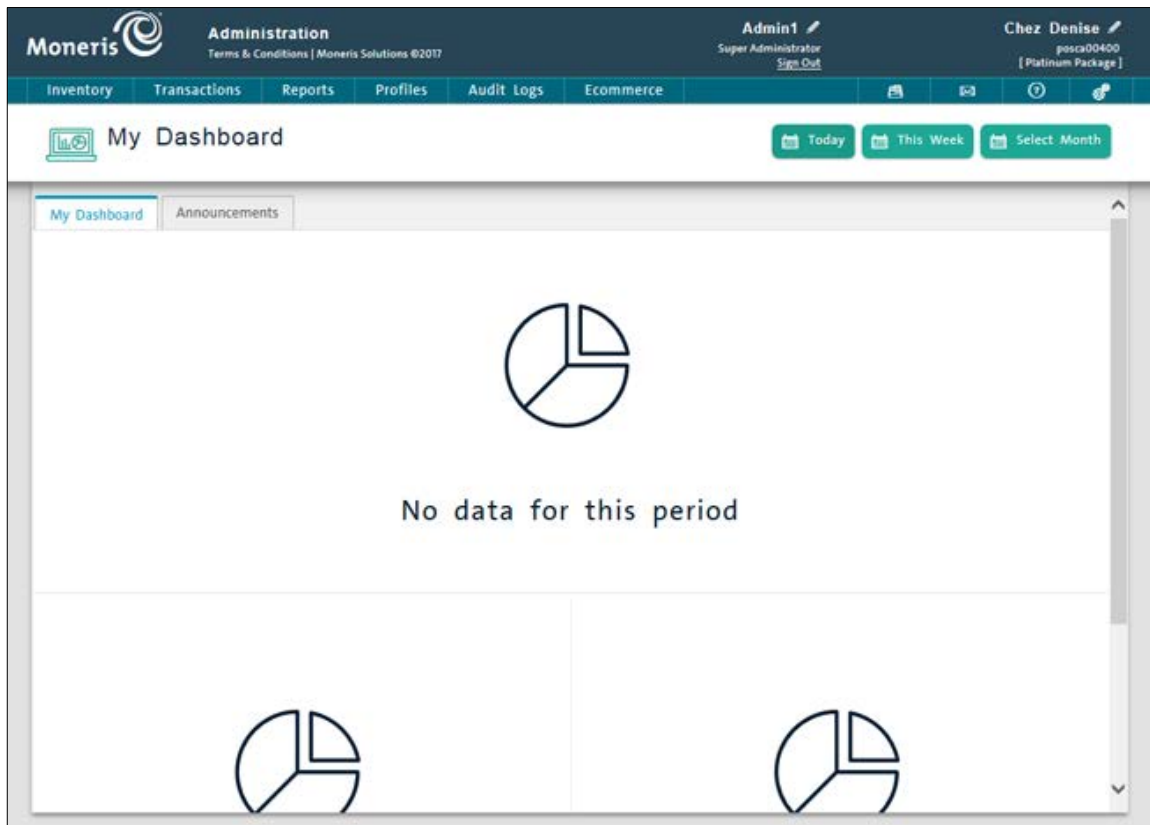 Moneris
Administration
Terms & Conditions | Moneris Solutions ©2017
Admin1
Super Administrator
Sign Out
Chez Denise
posca00400
[ Platinum Package ]
Inventory Transactions Reports Profiles Audit Logs Ecommerce
My Dashboard
Today This Week Select Month
My Dashboard Announcements
No data for this period